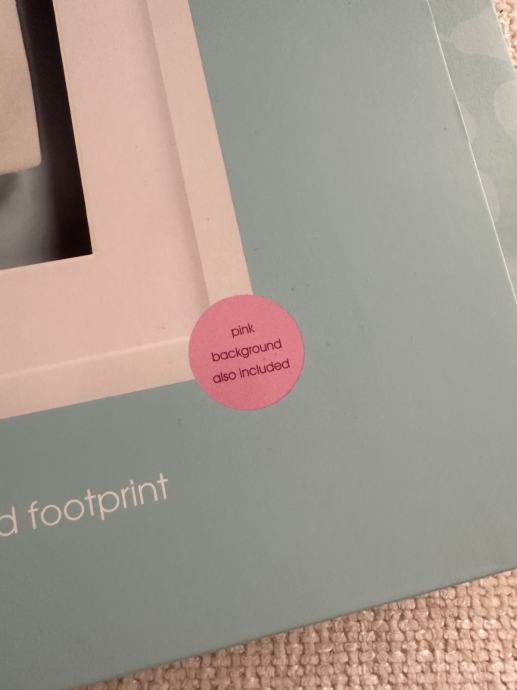 pink
background
also included
footprint